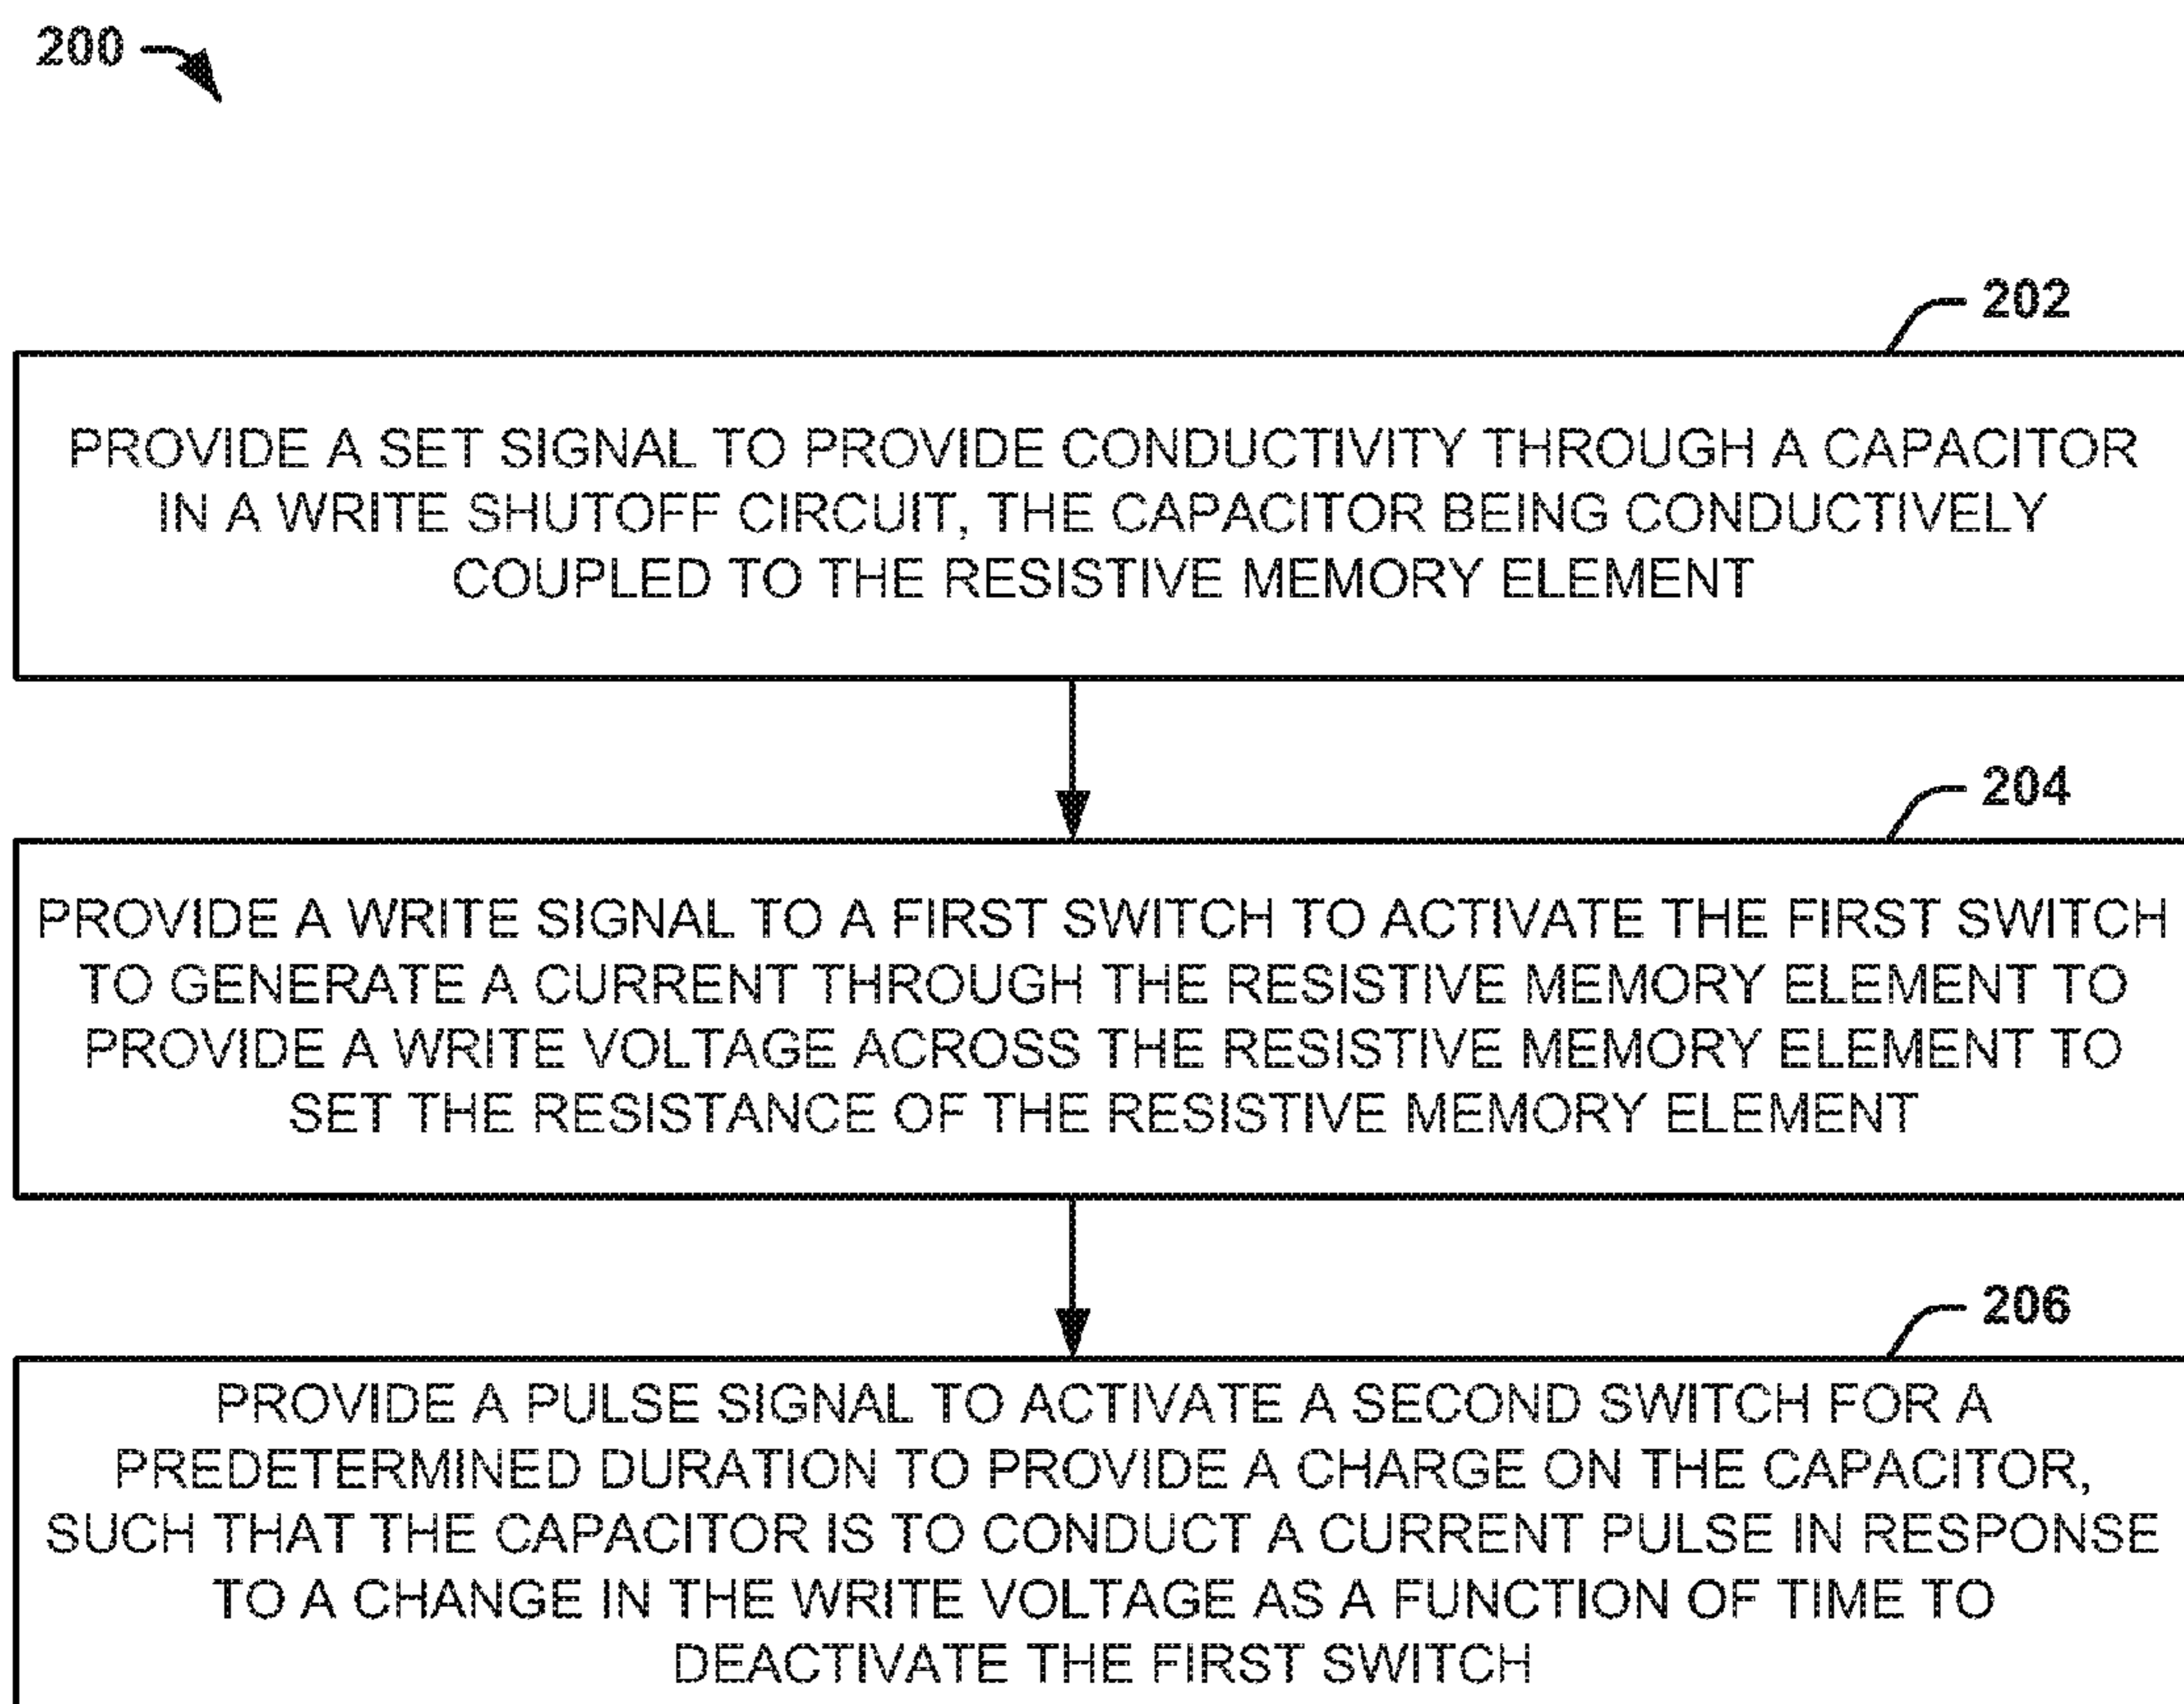 200
202
PROVIDE A SET SIGNAL TO PROVIDE CONDUCTIVITY THROUGH A CAPACITOR
IN A WRITE SHUTOFF CIRCUIT, THE CAPACITOR BEING CONDUCTIVELY
COUPLED TO THE RESISTIVE MEMORY ELEMENT
204
PROVIDE A WRITE SIGNAL TO A FIRST SWITCH TO ACTIVATE THE FIRST SWITCH
TO GENERATE A CURRENT THROUGH THE RESISTIVE MEMORY ELEMENT TO
PROVIDE A WRITE VOLTAGE ACROSS THE RESISTIVE MEMORY ELEMENT TO
SET THE RESISTANCE OF THE RESISTIVE MEMORY ELEMENT
206
PROVIDE A PULSE SIGNAL TO ACTIVATE A SECOND SWITCH FOR A
PREDETERMINED DURATION TO PROVIDE A CHARGE ON THE CAPACITOR,
SUCH THAT THE CAPACITOR IS TO CONDUCT A CURRENT PULSE IN RESPONSE
TO A CHANGE IN THE WRITE VOLTAGE AS A FUNCTION OF TIME TO
DEACTIVATE THE FIRST SWITCH